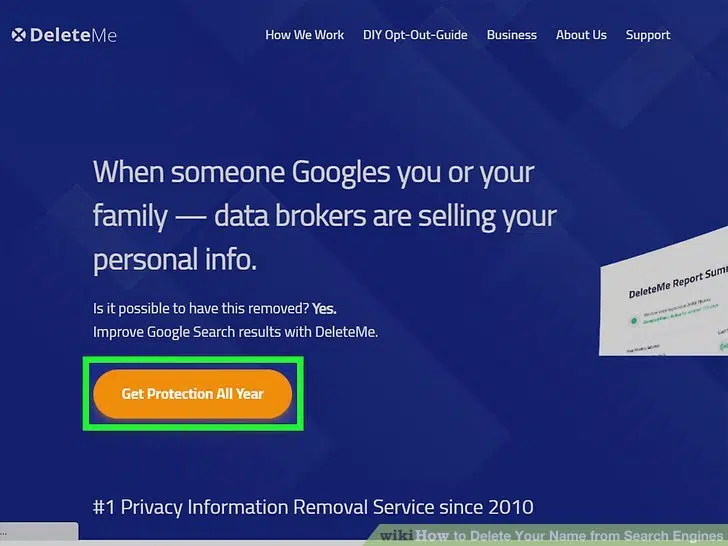 DeleteMe
How We Work
DIY Opt-Out-Guide
Business
About Us
Support
When someone Googles you or your
family — data brokers are selling your
personal info.
DeleteMe Report Summ
Is it possible to have this removed? Yes.
Improve Google Search results with DeleteMe.
Get Protection All Year
#1 Privacy Information Removal Service since 2010
...
wikiHow to Delete Your Name from Search Engines